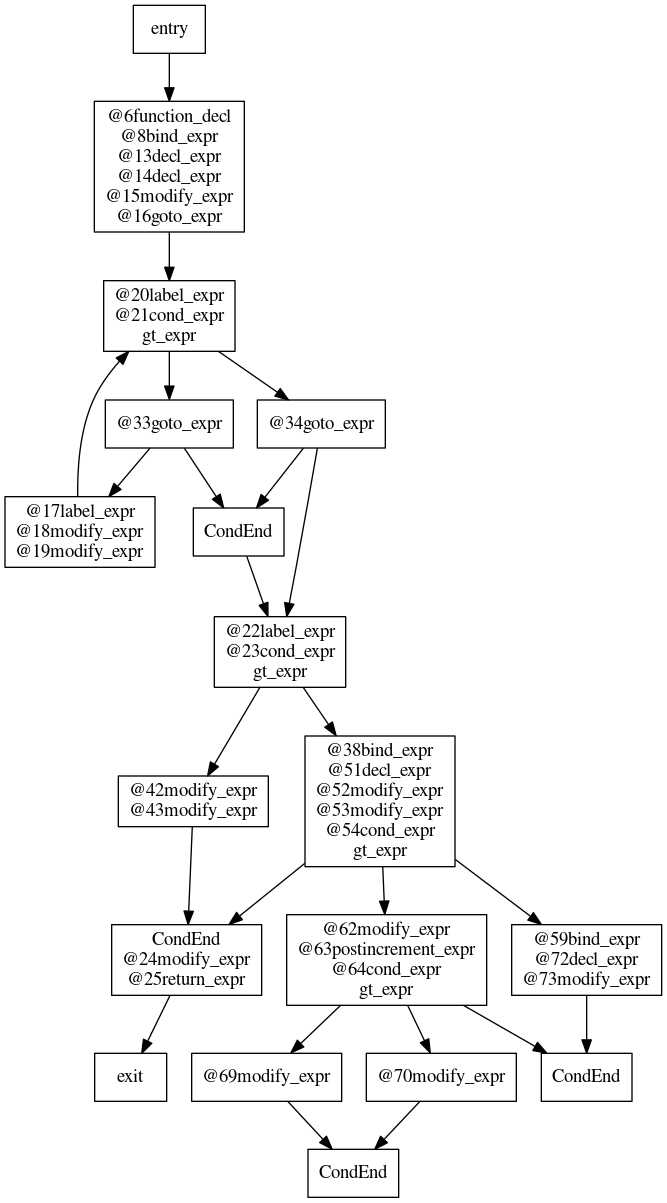 entry
@6function_decl
@8bind_expr
@13decl_expr
@14decl_expr
@15modify_expr
@16goto_expr
@20label_expr
@21cond_expr
gt_expr
@33goto_expr
@34goto_expr
@17label_expr
@18modify_expr
@19modify_expr
CondEnd
@22label_expr
@23cond_expr
gt_expr
@42modify_expr
@43modify_expr
@38bind_expr
@51decl_expr
@52modify_expr
@53modify_expr
@54cond_expr
gt_expr
CondEnd
@24modify_expr
@25return_expr
@62modify_expr
@63postincrement_expr
@64cond_expr
gt_expr
@59bind_expr
@72decl_expr
@73modify_expr
exit
@69modify_expr
@70modify_expr
CondEnd
CondEnd